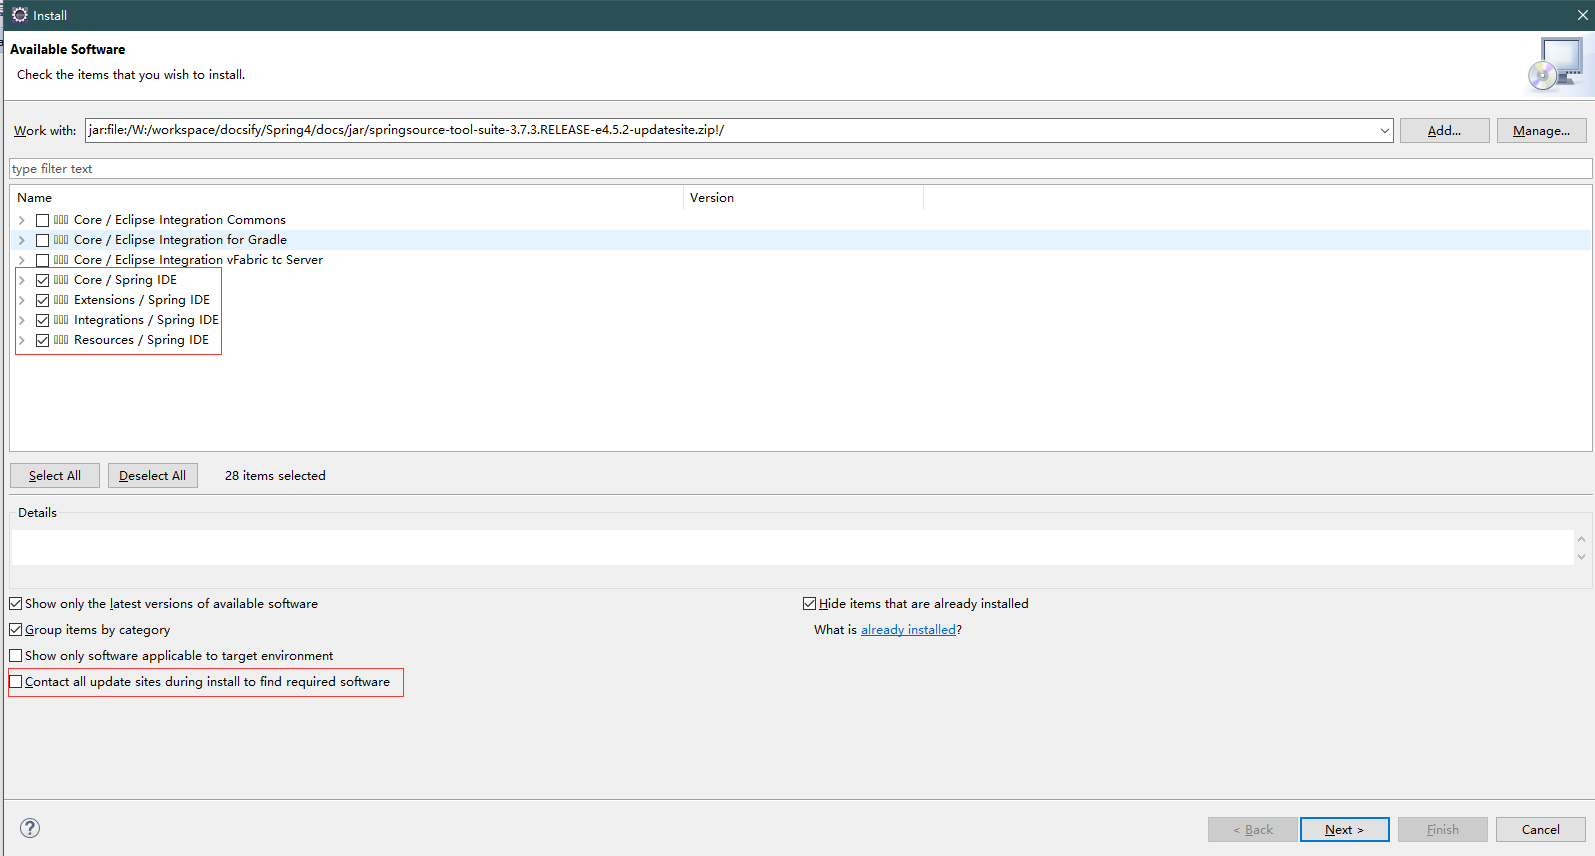 Install
Available Software
Check the items that you wish to install.
Work with: jar:file:/W:/workspace/docsify/Spring4/docs/jar/springsource-tool-suite-3.7.3.RELEASE-e4.5.2-updatesite.zip!/ Add... Manage...
type filter text
Name Version
Core / Eclipse Integration Commons
Core / Eclipse Integration for Gradle
Core / Eclipse Integration vFabric tc Server
Core / Spring IDE
Extensions / Spring IDE
Integrations / Spring IDE
Resources / Spring IDE
Select All Deselect All 28 items selected
Details
Show only the latest versions of available software Hide items that are already installed
Group items by category What is already installed?
Show only software applicable to target environment
Contact all update sites during install to find required software
? < Back Next > Finish Cancel